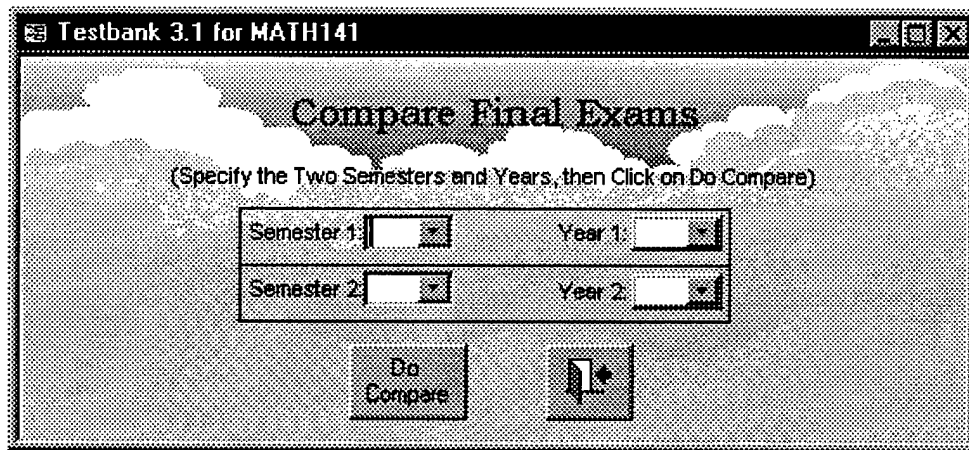 Testbank 3.1 for MATH141
Compare Final Exams
(Specify the Two Semesters and Years, then Click on Do Compare)
Semester 1: Year 1:
Semester 2: Year 2:
Do
Compare